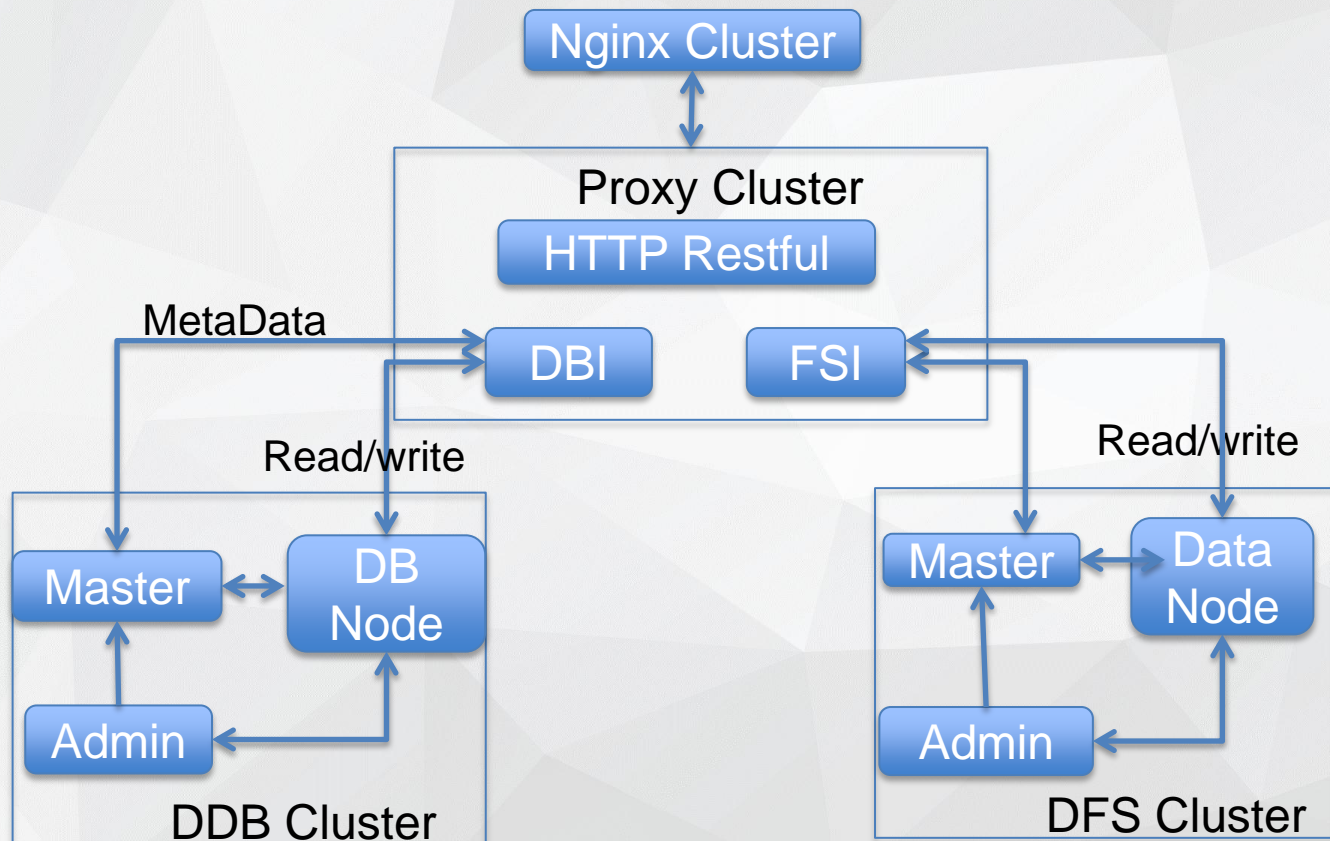 Nginx Cluster
Proxy Cluster
HTTP Restful
MetaData
DBI
FSI
Read/write
Read/write
Master
DB
Node
Admin
DDB Cluster
Master
Data
Node
Admin
DFS Cluster